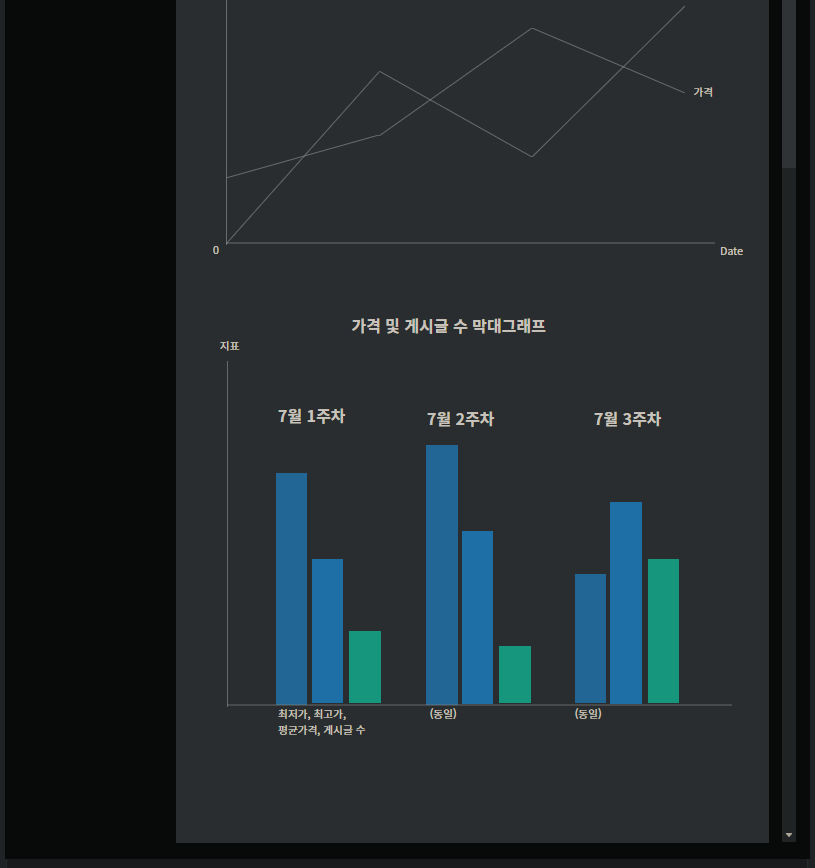 가격
0
Date
가격 및 게시글 수 막대그래프
지표
7월 1주차
7월 2주차
7월 3주차
최저가, 최고가,
평균가격, 게시글 수
(동일)
(동일)